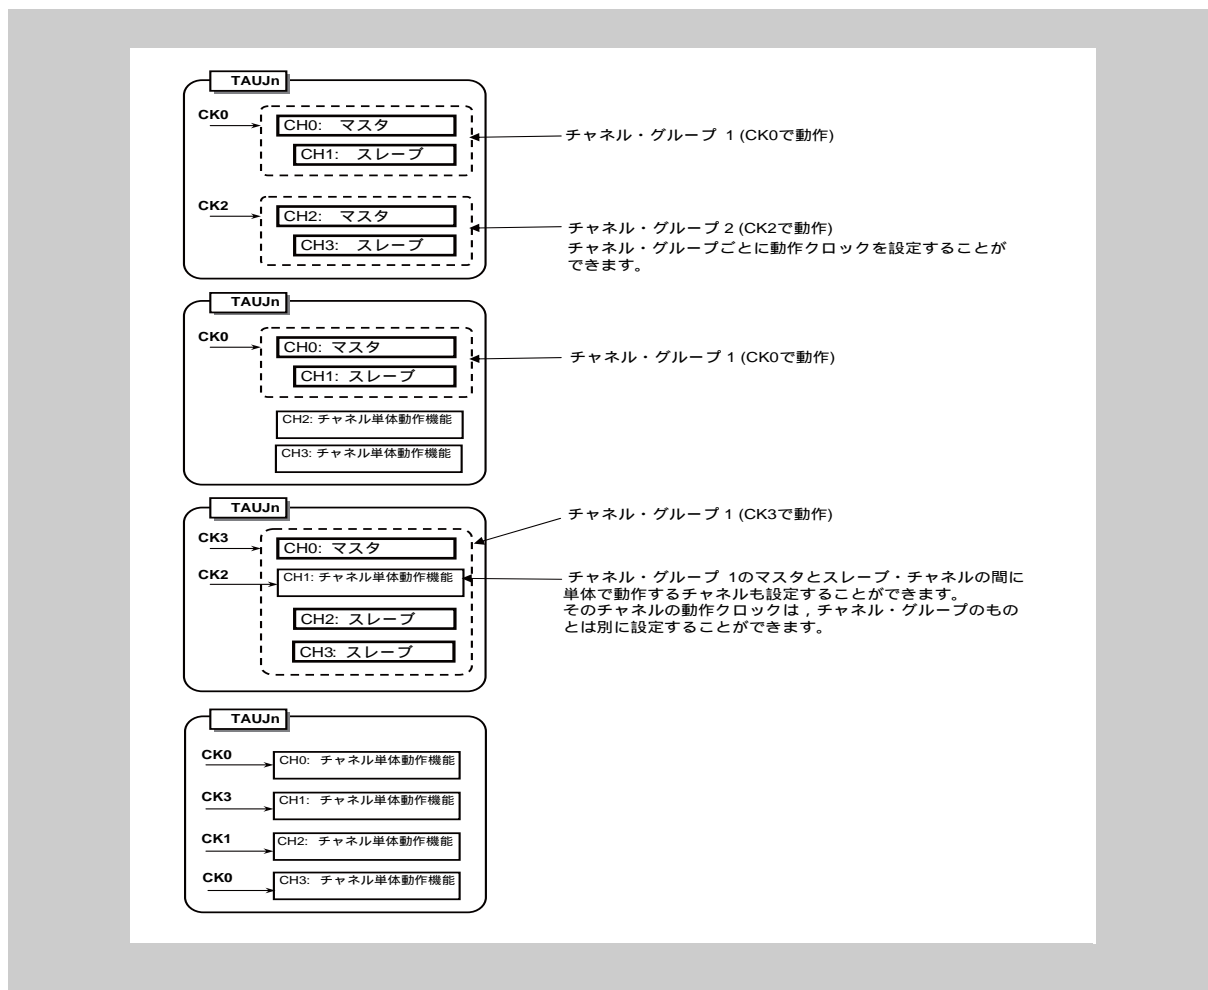 TAUJn
CK0
CH0: マスタ
CH1: スレーブ
チャネル・グループ 1 (CK0で動作)
CK2
CH2: マスタ
CH3: スレーブ
チャネル・グループ 2 (CK2で動作)
チャネル・グループごとに動作クロックを設定することが
できます。
TAUJn
CK0
CH0: マスタ
CH1: スレーブ
チャネル・グループ 1 (CK0で動作)
CH2: チャネル単体動作機能
CH3: チャネル単体動作機能
TAUJn
チャネル・グループ 1 (CK3で動作)
CK3
CH0: マスタ
CK2
CH1: チャネル単体動作機能
チャネル・グループ 1のマスタとスレーブ・チャネルの間に
単体で動作するチャネルも設定することができます。
そのチャネルの動作クロックは，チャネル・グループのもの
とは別に設定することができます。
CH2: スレーブ
CH3: スレーブ
TAUJn
CK0
CH0: チャネル単体動作機能
CK3
CH1: チャネル単体動作機能
CK1
CH2: チャネル単体動作機能
CK0
CH3: チャネル単体動作機能